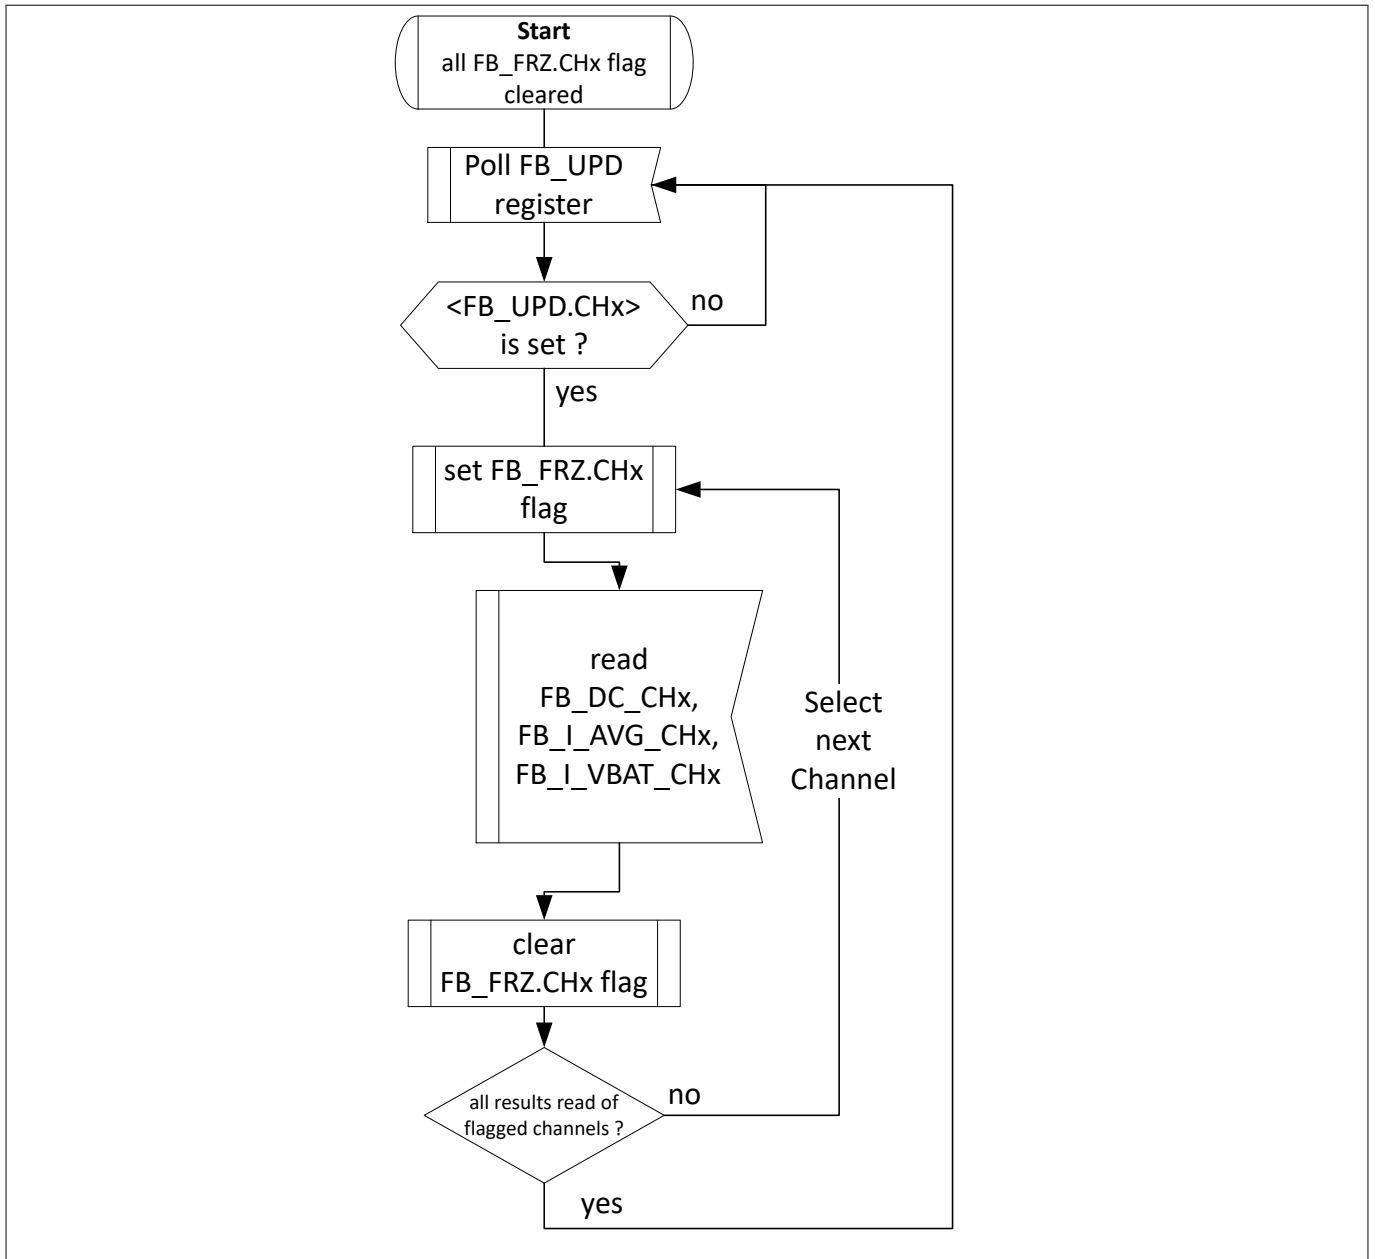 Start
all FB_FRZ.CHx flag
cleared
Poll FB_UPD
register
<FB_UPD.CHx>
is set ?
no
yes
set FB_FRZ.CHx
flag
read
FB_DC_CHx,
FB_I_AVG_CHx,
FB_I_VBAT_CHx
Select
next
Channel
clear
FB_FRZ.CHx flag
all results read of
flagged channels ?
no
yes